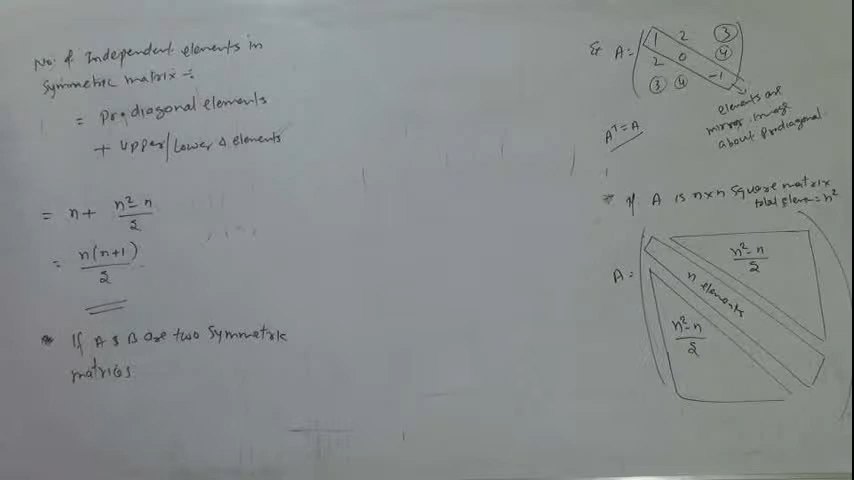 No. of Independent elements in
Symmetric matrix :-
= Pr. diagonal elements
+ Upper/Lower Δ elements
= n + n² - n / 2
= n(n+1) / 2
* If A & B are two Symmetric
matrices
Ex A = ( 1 2 3
2 0 4
3 4 -1 )
elements are
mirror image
about Pr.diagonal
Aᵀ = A
* If A is n×n Square matrix
total elem = n²
A =
n² - n / 2
n elements
n² - n / 2